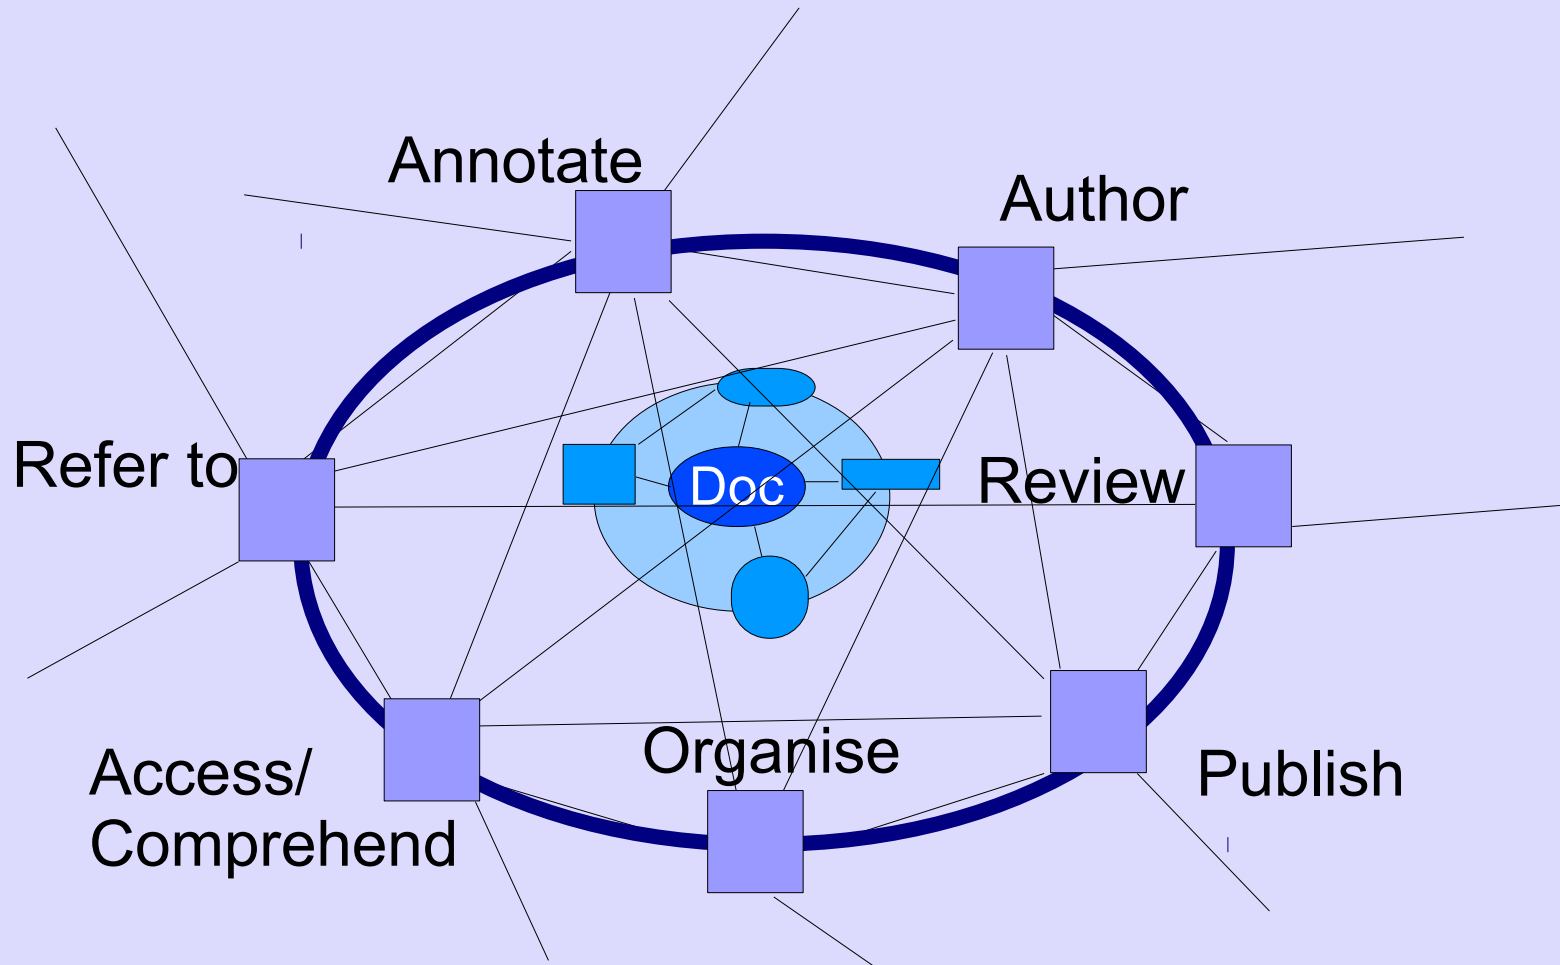 Annotate
Author
Refer to
Review
Doc
Organise
Access/
Comprehend
Publish